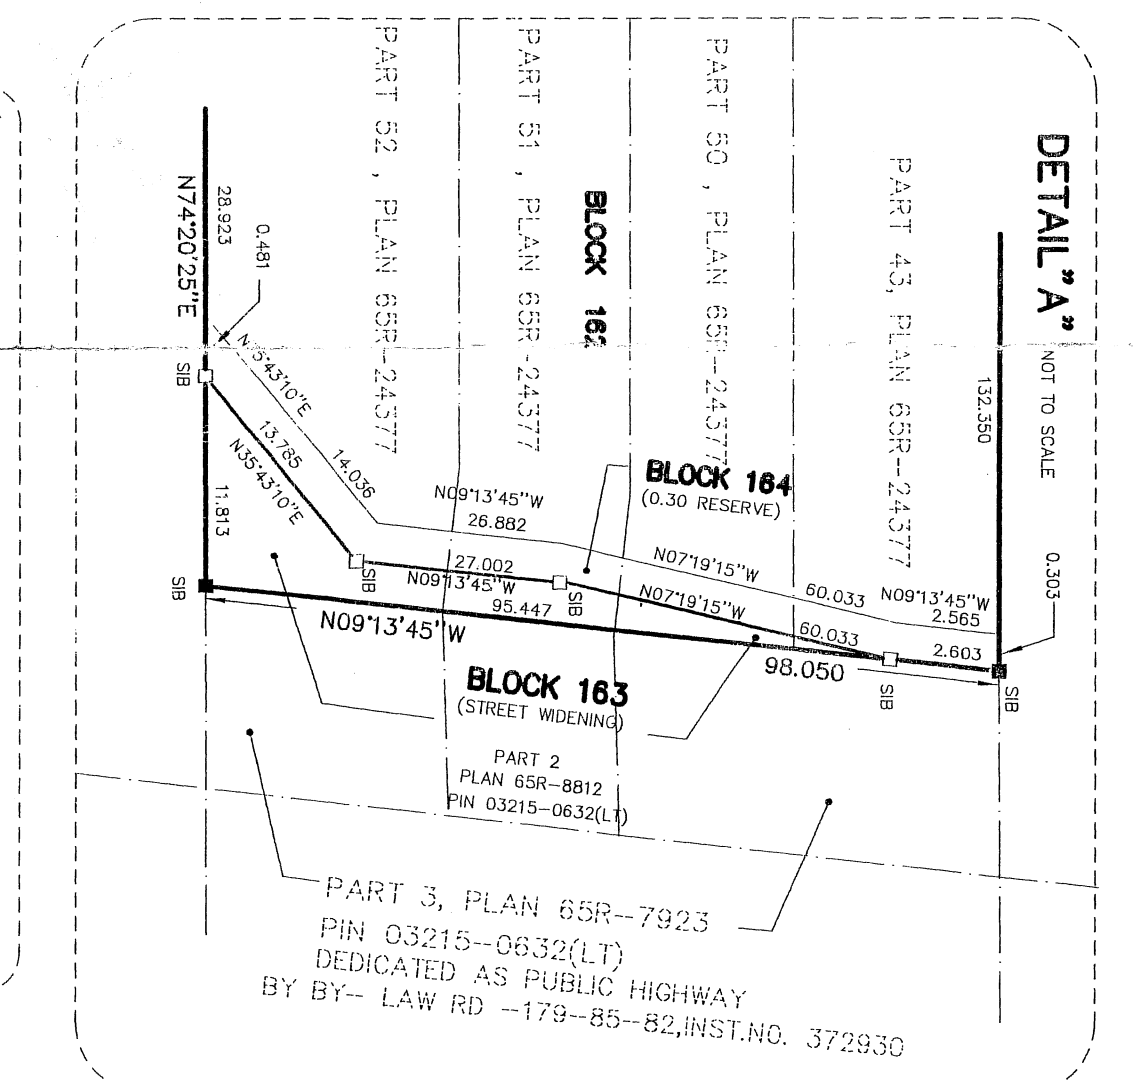 DETAIL "A"
NOT TO SCALE
PART 52 , PLAN 65R--24377
PART 51 , PLAN 65R--24377
BLOCK 162
PART 50 , PLAN 65R--24377
PART 43, PLAN 65R--24377
N74°20'25"E
28.923
0.481
132.350
0.303
SIB
N35°43'10"E
14.036
13.785
N35°43'10"E
11.813
SIB
SIB
BLOCK 164
(0.30 RESERVE)
N09°13'45"W
26.882
27.002
N09°13'45"W
SIB
N07°19'15"W
60.033
N07°19'15"W
60.033
N09°13'45"W
2.565
2.603
95.447
N09°13'45"W
98.050
SIB
SIB
BLOCK 163
(STREET WIDENING)
PART 2
PLAN 65R-8812
PIN 03215-0632(LT)
PART 3, PLAN 65R--7923
PIN 03215--0632(LT)
DEDICATED AS PUBLIC HIGHWAY
BY BY-- LAW RD --179--85--82,INST.NO. 372930